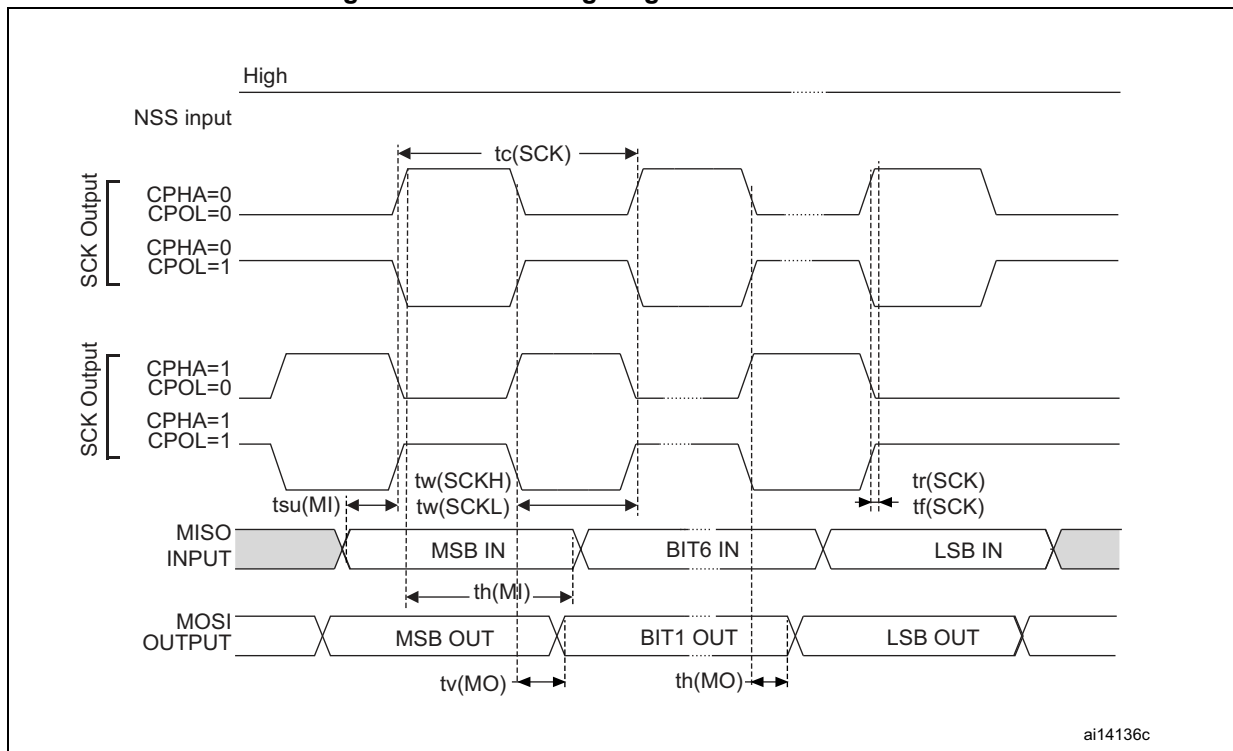 High
NSS input
tc(SCK)
SCK Output
CPHA=0
CPOL=0
CPHA=0
CPOL=1
SCK Output
CPHA=1
CPOL=0
CPHA=1
CPOL=1
tw(SCKH)
tw(SCKL)
tr(SCK)
tf(SCK)
tsu(MI)
MISO
INPUT
MSB IN
BIT6 IN
LSB IN
th(MI)
MOSI
OUTPUT
MSB OUT
BIT1 OUT
LSB OUT
tv(MO)
th(MO)
ai14136c